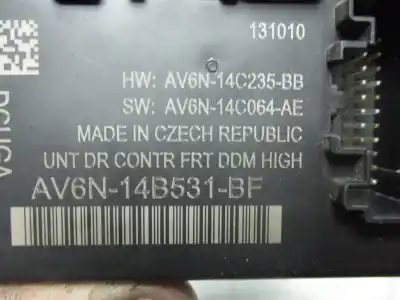 131010
HW: AV6N-14C235-BB
SW: AV6N-14C064-AE
MADE IN CZECH REPUBLIC
UNT DR CONTR FRT DDM HIGH
AV6N-14B531-BF